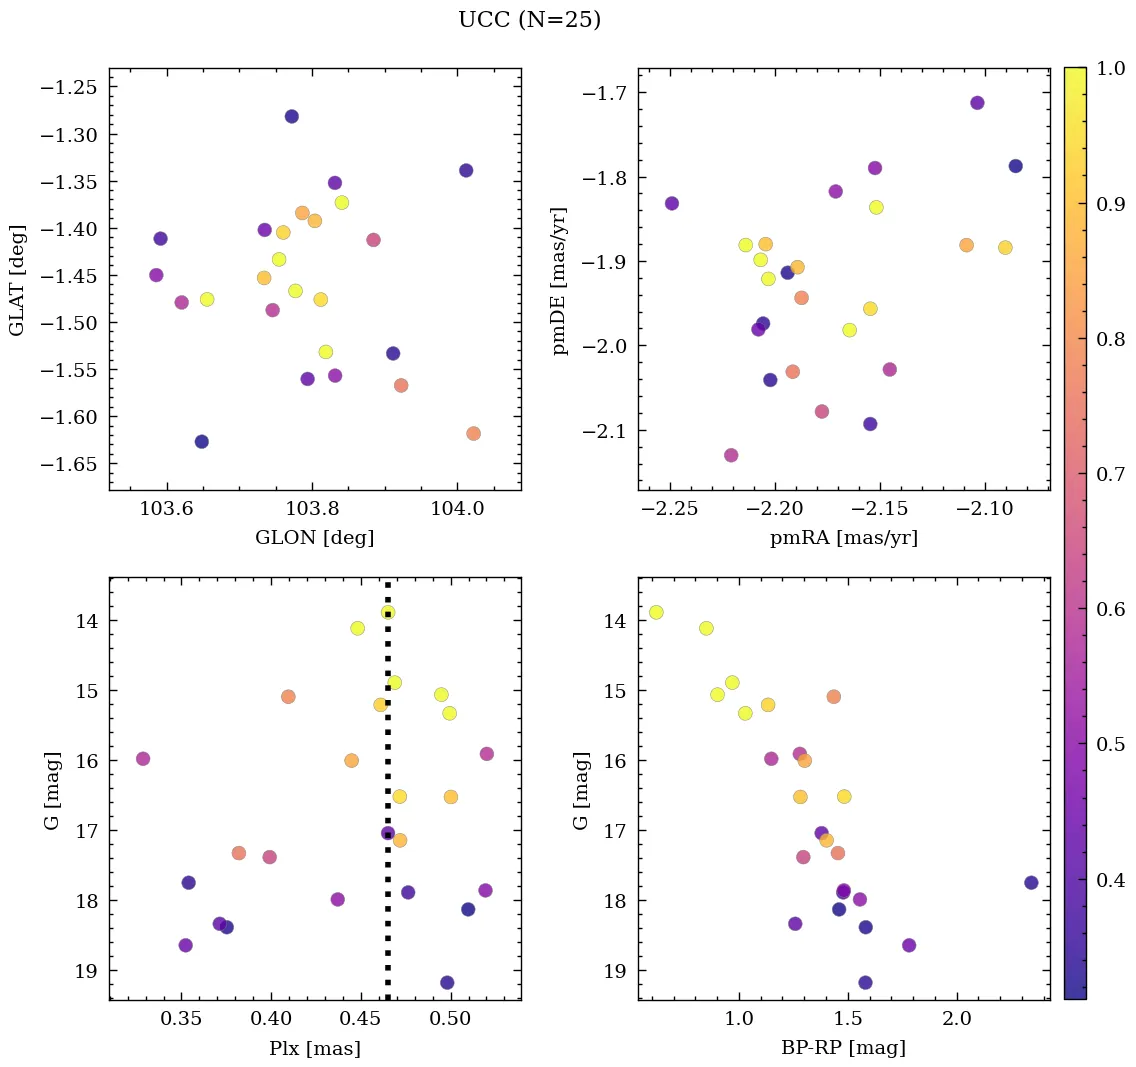 UCC (N=25)
−1.25
−1.30
−1.35
−1.40
−1.45
−1.50
−1.55
−1.60
−1.65
GLAT [deg]
103.6 103.8 104.0
GLON [deg]
−1.7
−1.8
−1.9
−2.0
−2.1
pmDE [mas/yr]
−2.25 −2.20 −2.15 −2.10
pmRA [mas/yr]
14
15
16
17
18
19
G [mag]
0.35 0.40 0.45 0.50
Plx [mas]
14
15
16
17
18
19
G [mag]
1.0 1.5 2.0
BP-RP [mag]
1.0
0.9
0.8
0.7
0.6
0.5
0.4